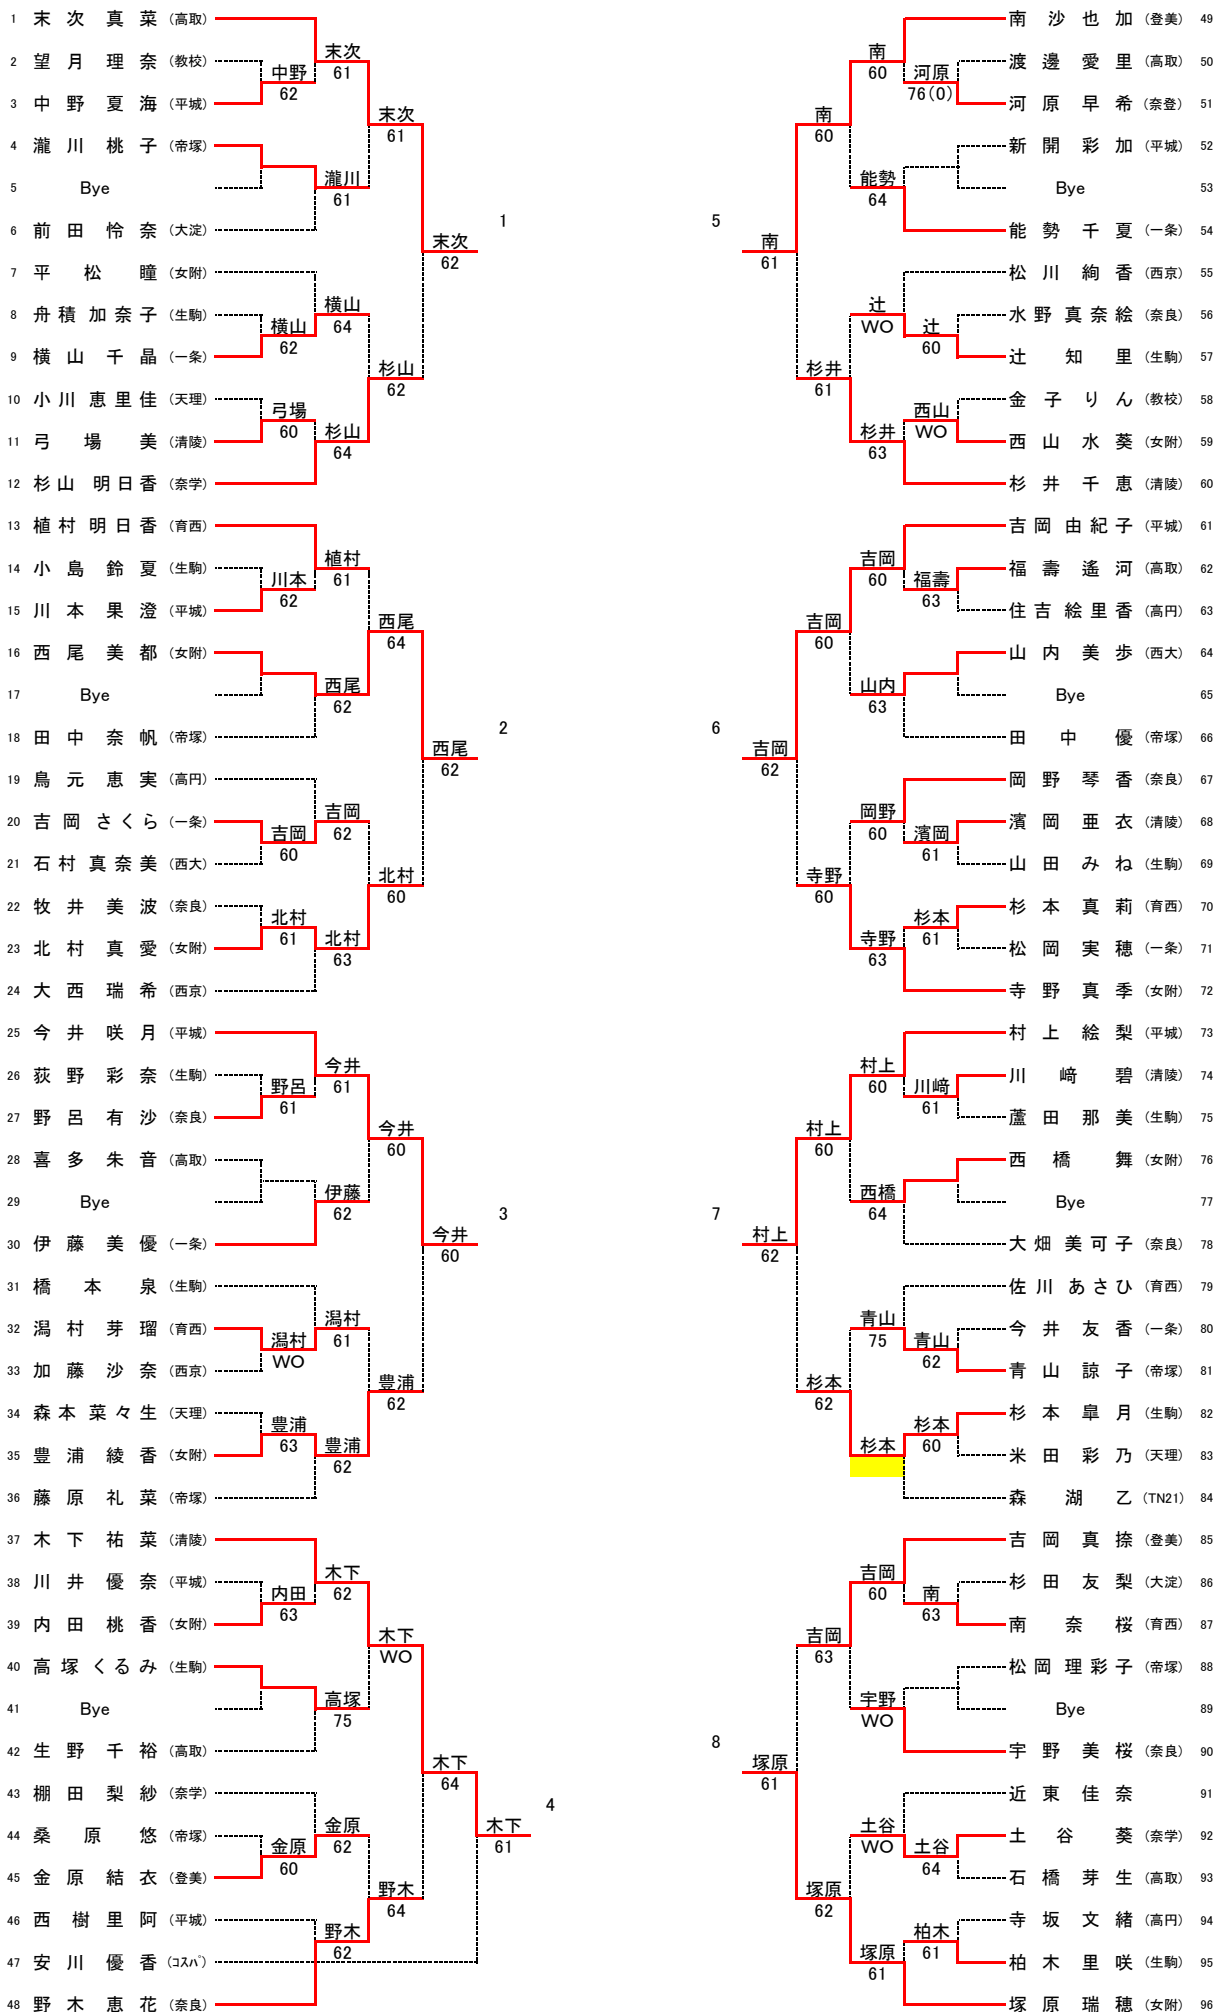 1 末次真菜 (高取)
2 望月理奈 (教校)
3 中野夏海 (平城)
4 瀧川桃子 (帝塚)
5 Bye
6 前田怜奈 (大淀)
7 平松瞳 (女附)
8 舟積加奈子 (生駒)
9 横山千晶 (一条)
10 小川恵里佳 (天理)
11 弓場美 (清陵)
12 杉山明日香 (奈学)
中野
62
末次
61
瀧川
61
末次
61
横山
62
横山
64
弓場
60
杉山
64
杉山
62
末次
62
1
13 植村明日香 (育西)
14 小島鈴夏 (生駒)
15 川本果澄 (平城)
16 西尾美都 (女附)
17 Bye
18 田中奈帆 (帝塚)
19 鳥元恵実 (高円)
20 吉岡さくら (一条)
21 石村真奈美 (西大)
22 牧井美波 (奈良)
23 北村真愛 (女附)
24 大西瑞希 (西京)
川本
62
植村
61
西尾
62
西尾
64
吉岡
60
吉岡
62
北村
61
北村
63
北村
60
西尾
62
2
25 今井咲月 (平城)
26 荻野彩奈 (生駒)
27 野呂有沙 (奈良)
28 喜多朱音 (高取)
29 Bye
30 伊藤美優 (一条)
31 橋本泉 (生駒)
32 潟村芽瑠 (育西)
33 加藤沙奈 (西京)
34 森本菜々生 (天理)
35 豊浦綾香 (女附)
36 藤原礼菜 (帝塚)
野呂
61
今井
61
伊藤
62
今井
60
潟村
WO
潟村
61
豊浦
63
豊浦
62
豊浦
62
今井
60
3
37 木下祐菜 (清陵)
38 川井優奈 (平城)
39 内田桃香 (女附)
40 高塚くるみ (生駒)
41 Bye
42 生野千裕 (高取)
43 棚田梨紗 (奈学)
44 桑原悠 (帝塚)
45 金原結衣 (登美)
46 西樹里阿 (平城)
47 安川優香 (コスパ)
48 野木恵花 (奈良)
内田
63
木下
62
高塚
75
木下
WO
金原
60
金原
62
野木
62
野木
64
木下
64
木下
61
4
南沙也加 (登美) 49
渡邊愛里 (高取) 50
河原早希 (奈登) 51
新開彩加 (平城) 52
Bye 53
能勢千夏 (一条) 54
松川絢香 (西京) 55
水野真奈絵 (奈良) 56
辻知里 (生駒) 57
金子りん (教校) 58
西山水葵 (女附) 59
杉井千恵 (清陵) 60
河原
76(0)
南
60
能勢
64
南
60
辻
60
辻
WO
西山
WO
杉井
63
杉井
61
南
61
5
吉岡由紀子 (平城) 61
福壽遙河 (高取) 62
住吉絵里香 (高円) 63
山内美歩 (西大) 64
Bye 65
田中優 (帝塚) 66
岡野琴香 (奈良) 67
濱岡亜衣 (清陵) 68
山田みね (生駒) 69
杉本真莉 (育西) 70
松岡実穂 (一条) 71
寺野真季 (女附) 72
福壽
63
吉岡
60
山内
63
吉岡
60
濱岡
61
岡野
60
杉本
61
寺野
63
寺野
60
吉岡
62
6
村上絵梨 (平城) 73
川﨑碧 (清陵) 74
蘆田那美 (生駒) 75
西橋舞 (女附) 76
Bye 77
大畑美可子 (奈良) 78
佐川あさひ (育西) 79
今井友香 (一条) 80
青山諒子 (帝塚) 81
杉本皐月 (生駒) 82
米田彩乃 (天理) 83
森湖乙 (TN21) 84
川﨑
61
村上
60
西橋
64
村上
60
青山
62
青山
75
杉本
60
杉本
杉本
62
村上
62
7
吉岡真捺 (登美) 85
杉田友梨 (大淀) 86
南奈桜 (育西) 87
松岡理彩子 (帝塚) 88
Bye 89
宇野美桜 (奈良) 90
近東佳奈 91
土谷葵 (奈学) 92
石橋芽生 (高取) 93
寺坂文緒 (高円) 94
柏木里咲 (生駒) 95
塚原瑞穂 (女附) 96
南
63
吉岡
60
宇野
WO
吉岡
63
土谷
64
土谷
WO
柏木
61
塚原
61
塚原
62
塚原
61
8